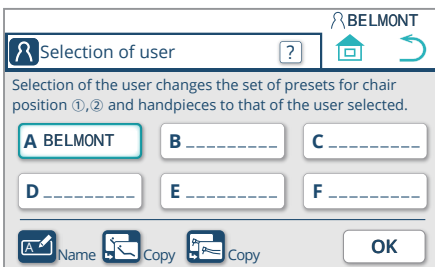 BELMONT
Selection of user ?
Selection of the user changes the set of presets for chair
position ①,② and handpieces to that of the user selected.
A BELMONT B _________ C _________
D _________ E _________ F _________
A Name Copy Copy OK